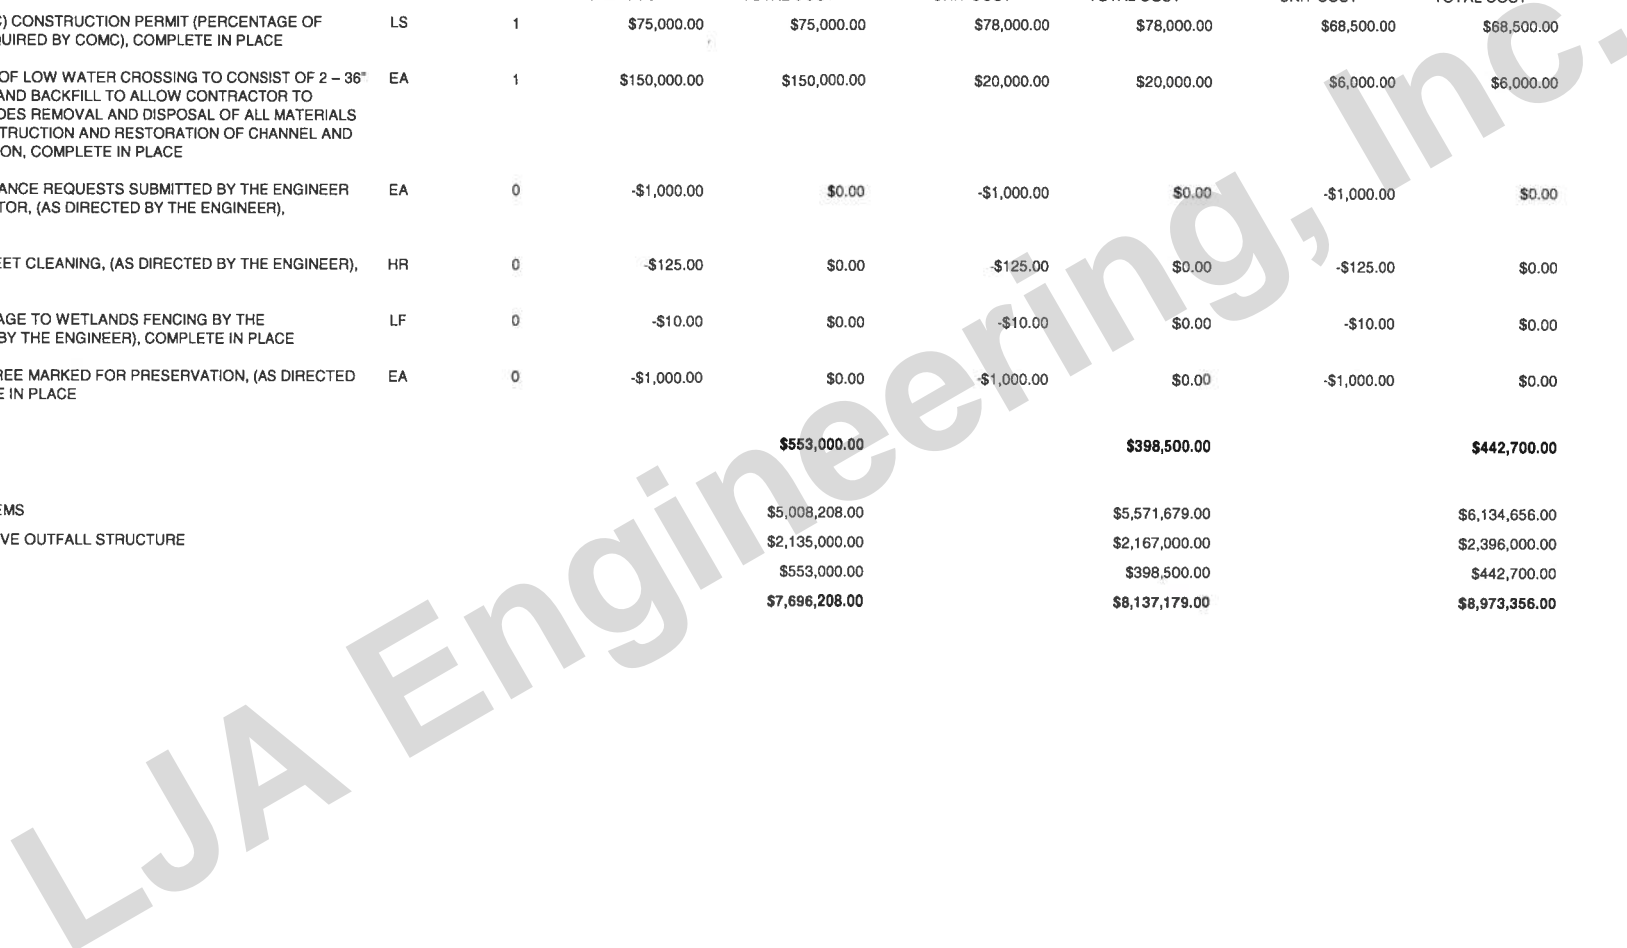 ) CONSTRUCTION PERMIT (PERCENTAGE OF LS 1 $75,000.00 $75,000.00 $78,000.00 $78,000.00 $68,500.00 $68,500.00
UIRED BY COMC), COMPLETE IN PLACE
OF LOW WATER CROSSING TO CONSIST OF 2 – 36" EA 1 $150,000.00 $150,000.00 $20,000.00 $20,000.00 $6,000.00 $6,000.00
AND BACKFILL TO ALLOW CONTRACTOR TO
DES REMOVAL AND DISPOSAL OF ALL MATERIALS
TRUCTION AND RESTORATION OF CHANNEL AND
ON, COMPLETE IN PLACE
ANCE REQUESTS SUBMITTED BY THE ENGINEER EA 0 -$1,000.00 $0.00 -$1,000.00 $0.00 -$1,000.00 $0.00
TOR, (AS DIRECTED BY THE ENGINEER),
EET CLEANING, (AS DIRECTED BY THE ENGINEER), HR 0 -$125.00 $0.00 -$125.00 $0.00 -$125.00 $0.00
AGE TO WETLANDS FENCING BY THE LF 0 -$10.00 $0.00 -$10.00 $0.00 -$10.00 $0.00
BY THE ENGINEER), COMPLETE IN PLACE
REE MARKED FOR PRESERVATION, (AS DIRECTED EA 0 -$1,000.00 $0.00 -$1,000.00 $0.00 -$1,000.00 $0.00
E IN PLACE
$553,000.00 $398,500.00 $442,700.00
EMS $5,008,208.00 $5,571,679.00 $6,134,656.00
VE OUTFALL STRUCTURE $2,135,000.00 $2,167,000.00 $2,396,000.00
$553,000.00 $398,500.00 $442,700.00
$7,696,208.00 $8,137,179.00 $8,973,356.00
LJA Engineering, Inc.